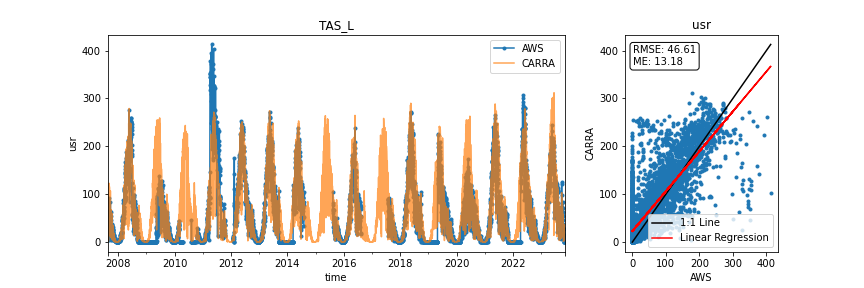 TAS_L
usr
400
300
200
100
0
usr
AWS
CARRA
2008
2010
2012
2014
2016
2018
2020
2022
time
RMSE: 46.61
ME: 13.18
400
300
200
100
0
CARRA
1:1 Line
Linear Regression
0
100
200
300
400
AWS